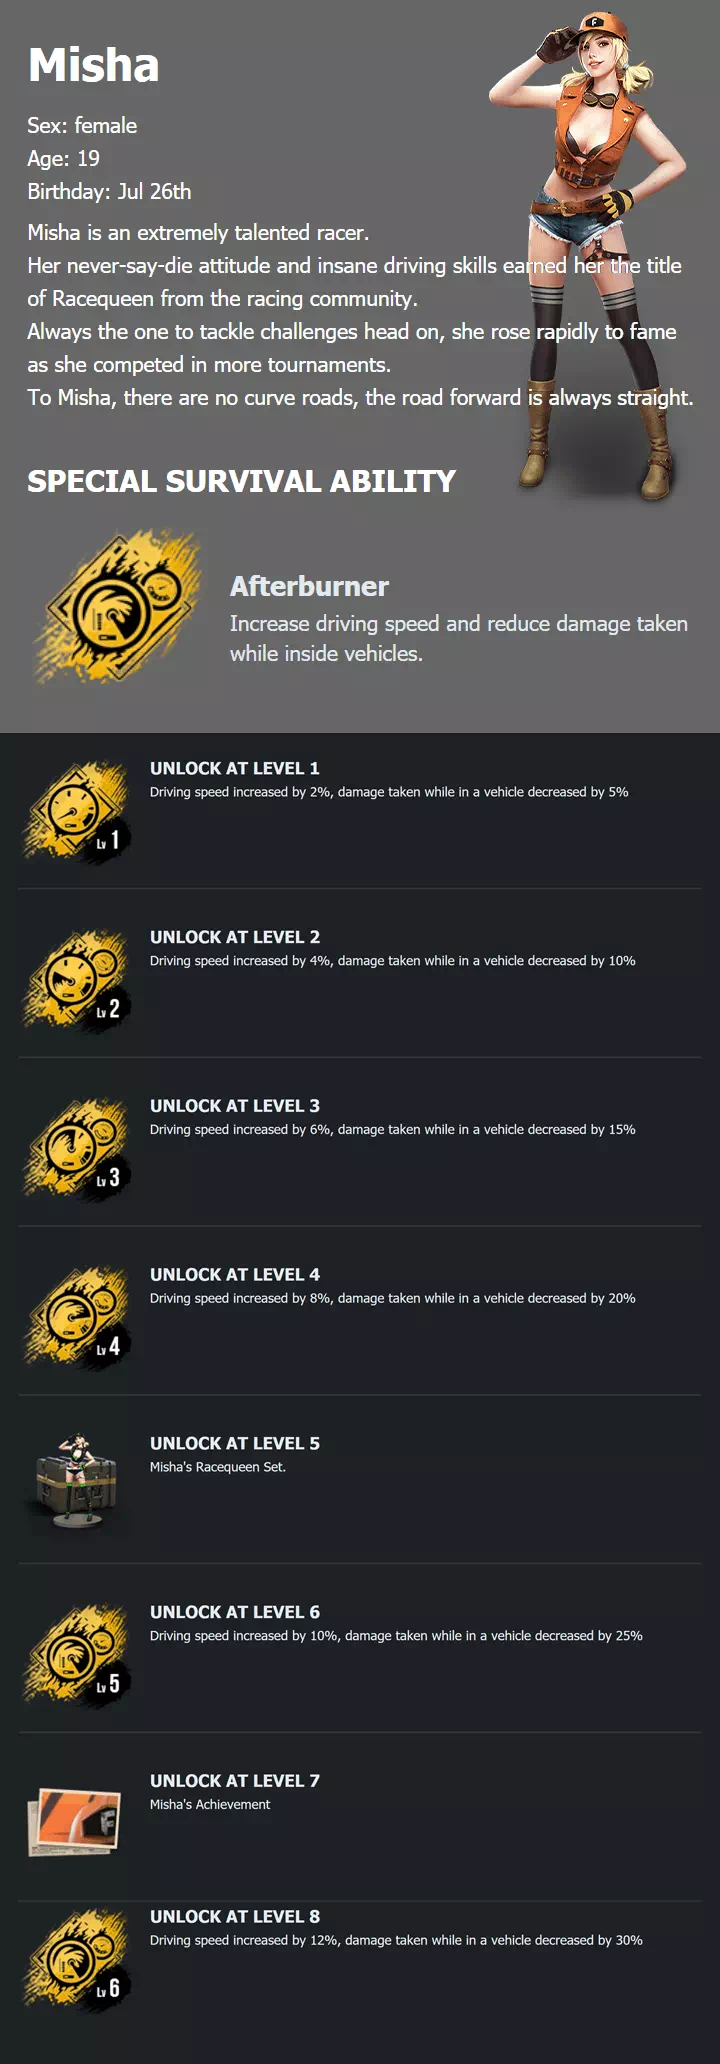 Misha
Sex: female
Age: 19
Birthday: Jul 26th
Misha is an extremely talented racer.
Her never-say-die attitude and insane driving skills earned her the title
of Racequeen from the racing community.
Always the one to tackle challenges head on, she rose rapidly to fame
as she competed in more tournaments.
To Misha, there are no curve roads, the road forward is always straight.
SPECIAL SURVIVAL ABILITY
Afterburner
Increase driving speed and reduce damage taken
while inside vehicles.
UNLOCK AT LEVEL 1
Driving speed increased by 2%, damage taken while in a vehicle decreased by 5%
Lv 1
UNLOCK AT LEVEL 2
Driving speed increased by 4%, damage taken while in a vehicle decreased by 10%
Lv 2
UNLOCK AT LEVEL 3
Driving speed increased by 6%, damage taken while in a vehicle decreased by 15%
Lv 3
UNLOCK AT LEVEL 4
Driving speed increased by 8%, damage taken while in a vehicle decreased by 20%
Lv 4
UNLOCK AT LEVEL 5
Misha's Racequeen Set.
UNLOCK AT LEVEL 6
Driving speed increased by 10%, damage taken while in a vehicle decreased by 25%
Lv 5
UNLOCK AT LEVEL 7
Misha's Achievement
UNLOCK AT LEVEL 8
Driving speed increased by 12%, damage taken while in a vehicle decreased by 30%
Lv 6